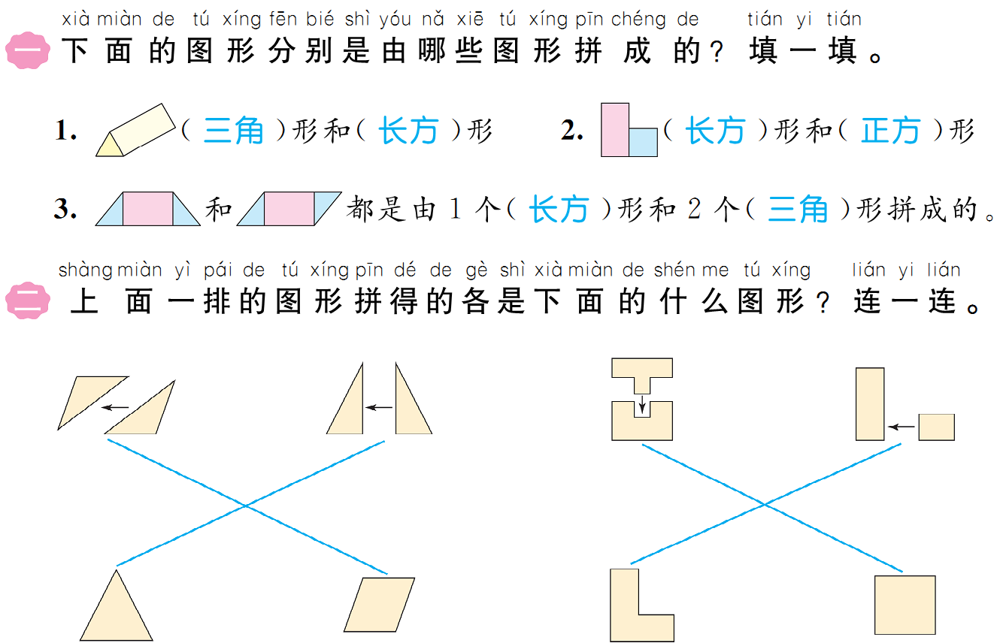 xià miàn de tú xíng fēn bié shì yóu nǎ xiē tú xíng pīn chéng de tián yi tián
一 下面的图形分别是由哪些图形拼成的？填一填。
1. （三角）形和（长方）形 2. （长方）形和（正方）形
3. 和 都是由1个（长方）形和2个（三角）形拼成的。
shàng miàn yì pái de tú xíng pīn dé de gè shì xià miàn de shén me tú xíng lián yi lián
二 上面一排的图形拼得的各是下面的什么图形？连一连。